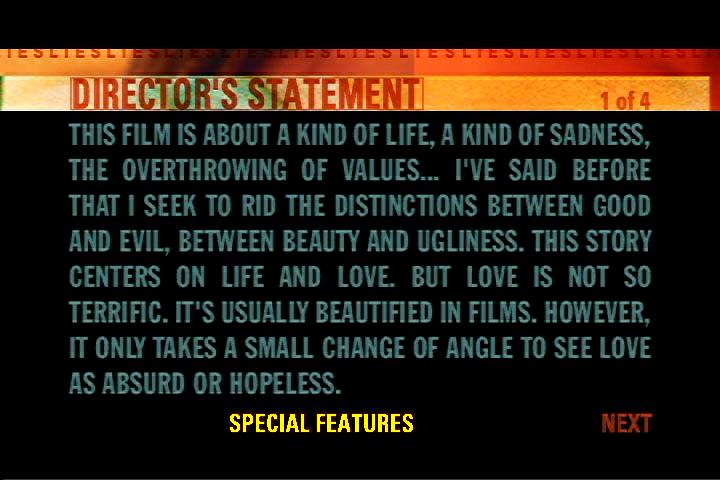 LIESLIESLIESLIESLIESLIESLIESLIESLIESLIESLIES
DIRECTOR'S STATEMENT
1 of 4
THIS FILM IS ABOUT A KIND OF LIFE, A KIND OF SADNESS,
THE OVERTHROWING OF VALUES... I'VE SAID BEFORE
THAT I SEEK TO RID THE DISTINCTIONS BETWEEN GOOD
AND EVIL, BETWEEN BEAUTY AND UGLINESS. THIS STORY
CENTERS ON LIFE AND LOVE. BUT LOVE IS NOT SO
TERRIFIC. IT'S USUALLY BEAUTIFIED IN FILMS. HOWEVER,
IT ONLY TAKES A SMALL CHANGE OF ANGLE TO SEE LOVE
AS ABSURD OR HOPELESS.
SPECIAL FEATURES
NEXT